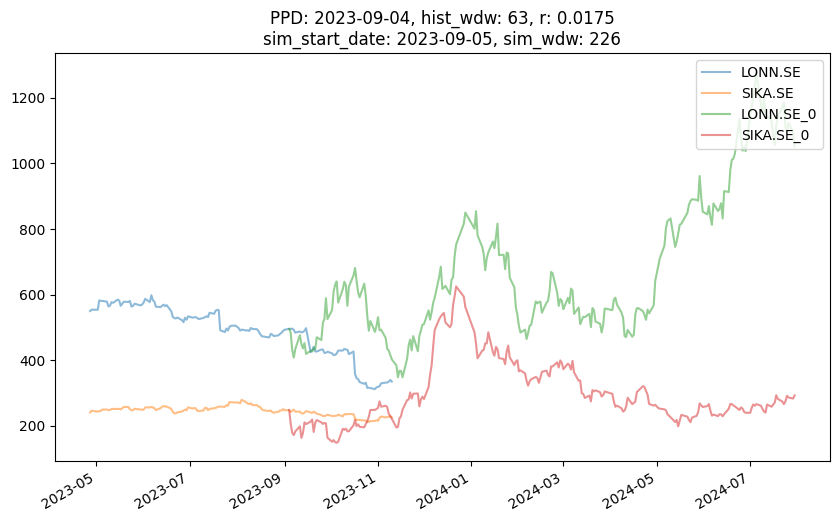 PPD: 2023-09-04, hist_wdw: 63, r: 0.0175
sim_start_date: 2023-09-05, sim_wdw: 226
LONN.SE
SIKA.SE
LONN.SE_0
SIKA.SE_0
1200
1000
800
600
400
200
2023-05
2023-07
2023-09
2023-11
2024-01
2024-03
2024-05
2024-07